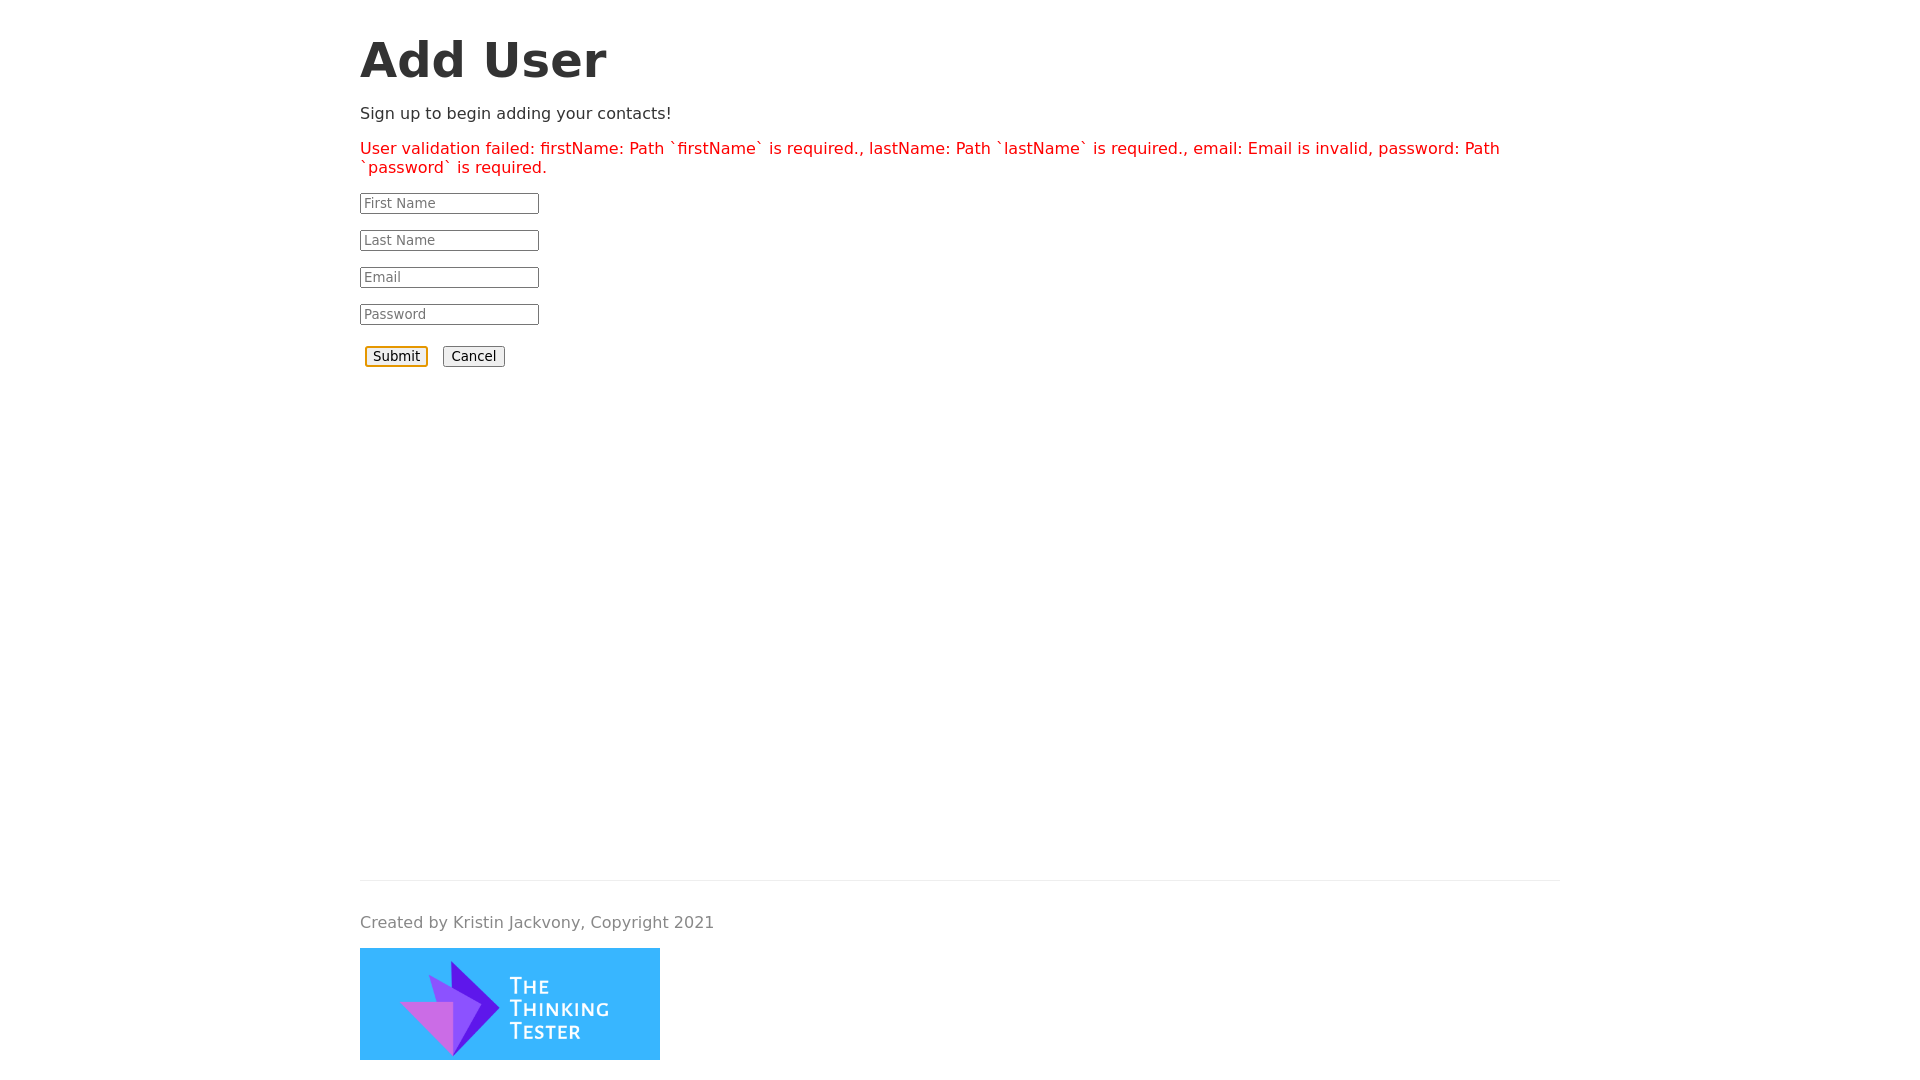 Add User
Sign up to begin adding your contacts!
User validation failed: firstName: Path `firstName` is required., lastName: Path `lastName` is required., email: Email is invalid, password: Path
`password` is required.
First Name
Last Name
Email
Password
Submit Cancel
Created by Kristin Jackvony, Copyright 2021
THE
THINKING
TESTER